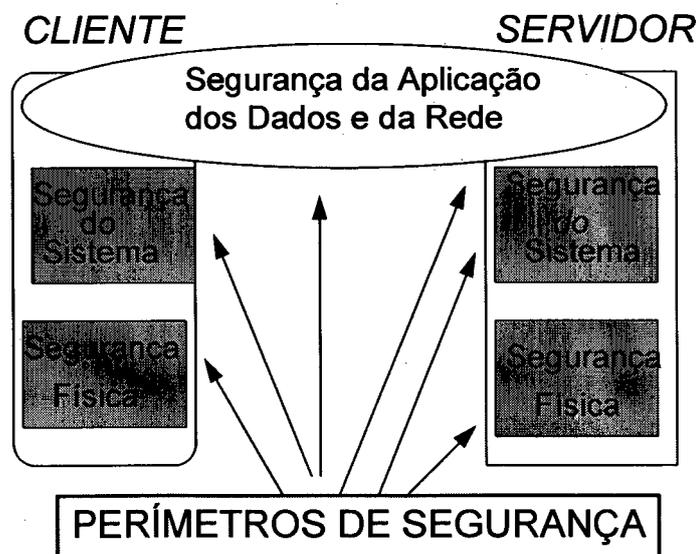 CLIENTE
SERVIDOR
Segurança da Aplicação
dos Dados e da Rede
Segurança
do
Sistema
Segurança
do
Sistema
Segurança
Física
Segurança
Física
PERÍMETROS DE SEGURANÇA